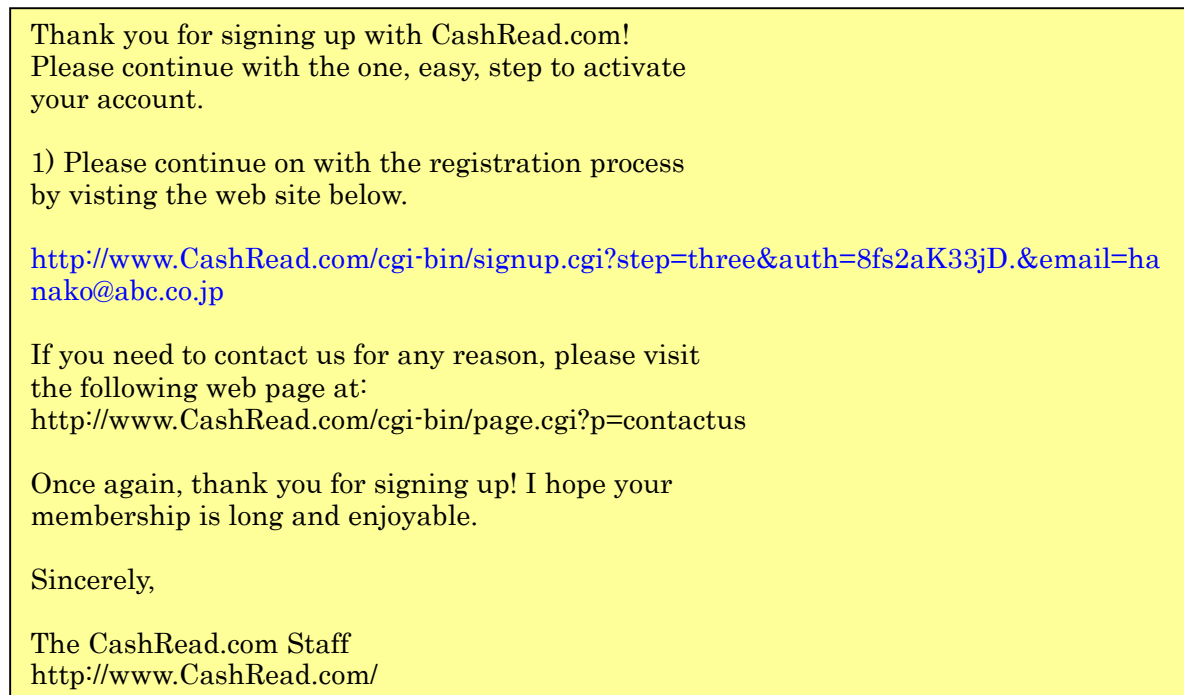 Thank you for signing up with CashRead.com!
Please continue with the one, easy, step to activate
your account.
1) Please continue on with the registration process
by visting the web site below.
http://www.CashRead.com/cgi-bin/signup.cgi?step=three&auth=8fs2aK33jD.&email=ha
nako@abc.co.jp
If you need to contact us for any reason, please visit
the following web page at:
http://www.CashRead.com/cgi-bin/page.cgi?p=contactus
Once again, thank you for signing up! I hope your
membership is long and enjoyable.
Sincerely,
The CashRead.com Staff
http://www.CashRead.com/